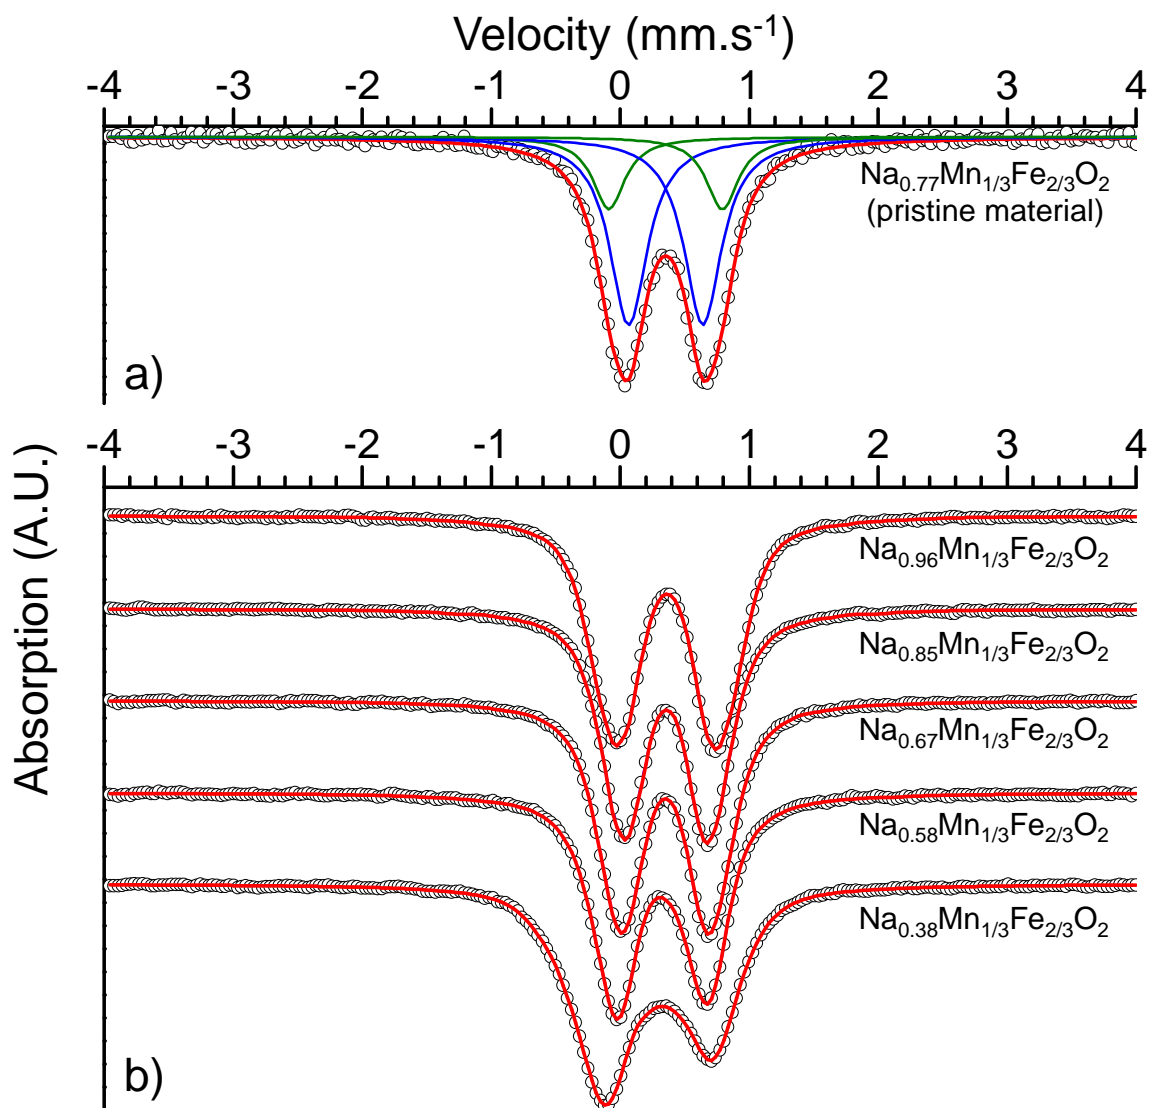 Velocity (mm.s⁻¹)
-4 -3 -2 -1 0 1 2 3 4
Na₀.₇₇Mn₁/₃Fe₂/₃O₂
(pristine material)
a)
-4 -3 -2 -1 0 1 2 3 4
Absorption (A.U.)
Na₀.₉₆Mn₁/₃Fe₂/₃O₂
Na₀.₈₅Mn₁/₃Fe₂/₃O₂
Na₀.₆₇Mn₁/₃Fe₂/₃O₂
Na₀.₅₈Mn₁/₃Fe₂/₃O₂
Na₀.₃₈Mn₁/₃Fe₂/₃O₂
b)